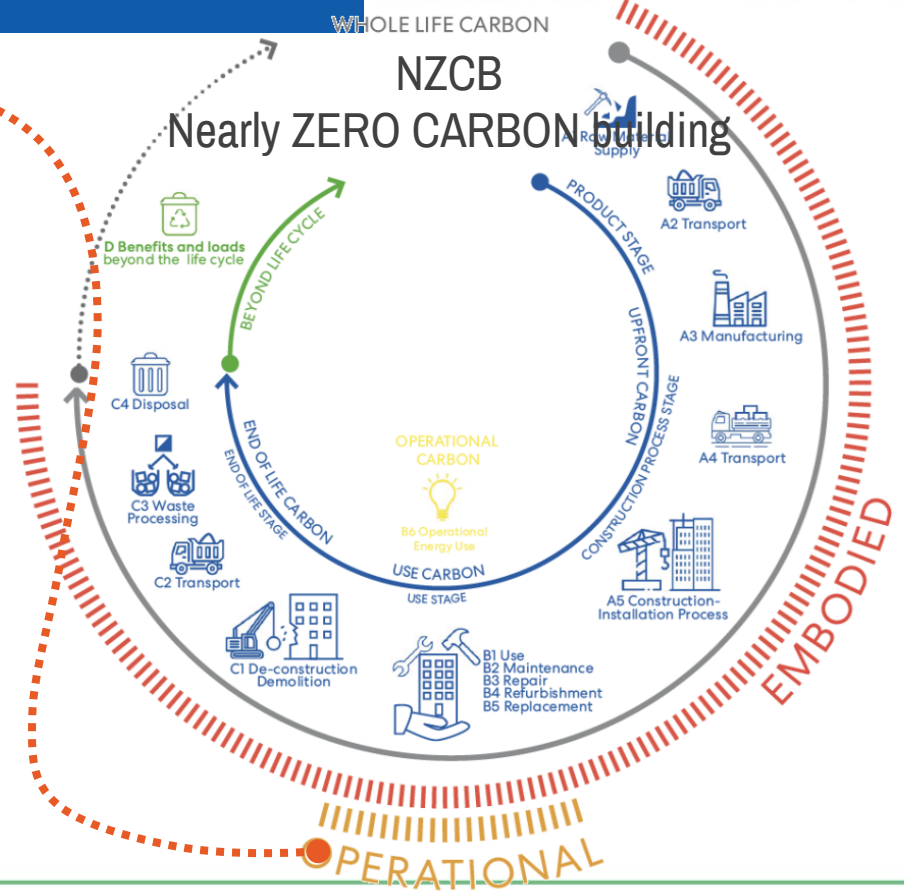 WHOLE LIFE CARBON
NZCB
Nearly ZERO CARBON building
A1 Raw Material
Supply
PRODUCT STAGE
A2 Transport
UPFRONT CARBON
A3 Manufacturing
CONSTRUCTION PROCESS STAGE
A4 Transport
A5 Construction-
Installation Process
EMBODIED
OPERATIONAL
CARBON
B6 Operational
Energy Use
USE CARBON
USE STAGE
B1 Use
B2 Maintenance
B3 Repair
B4 Refurbishment
B5 Replacement
END OF LIFE CARBON
END OF LIFE STAGE
C1 De-construction
Demolition
C2 Transport
C3 Waste
Processing
C4 Disposal
BEYOND LIFE CYCLE
D Benefits and loads
beyond the life cycle
PERATIONAL